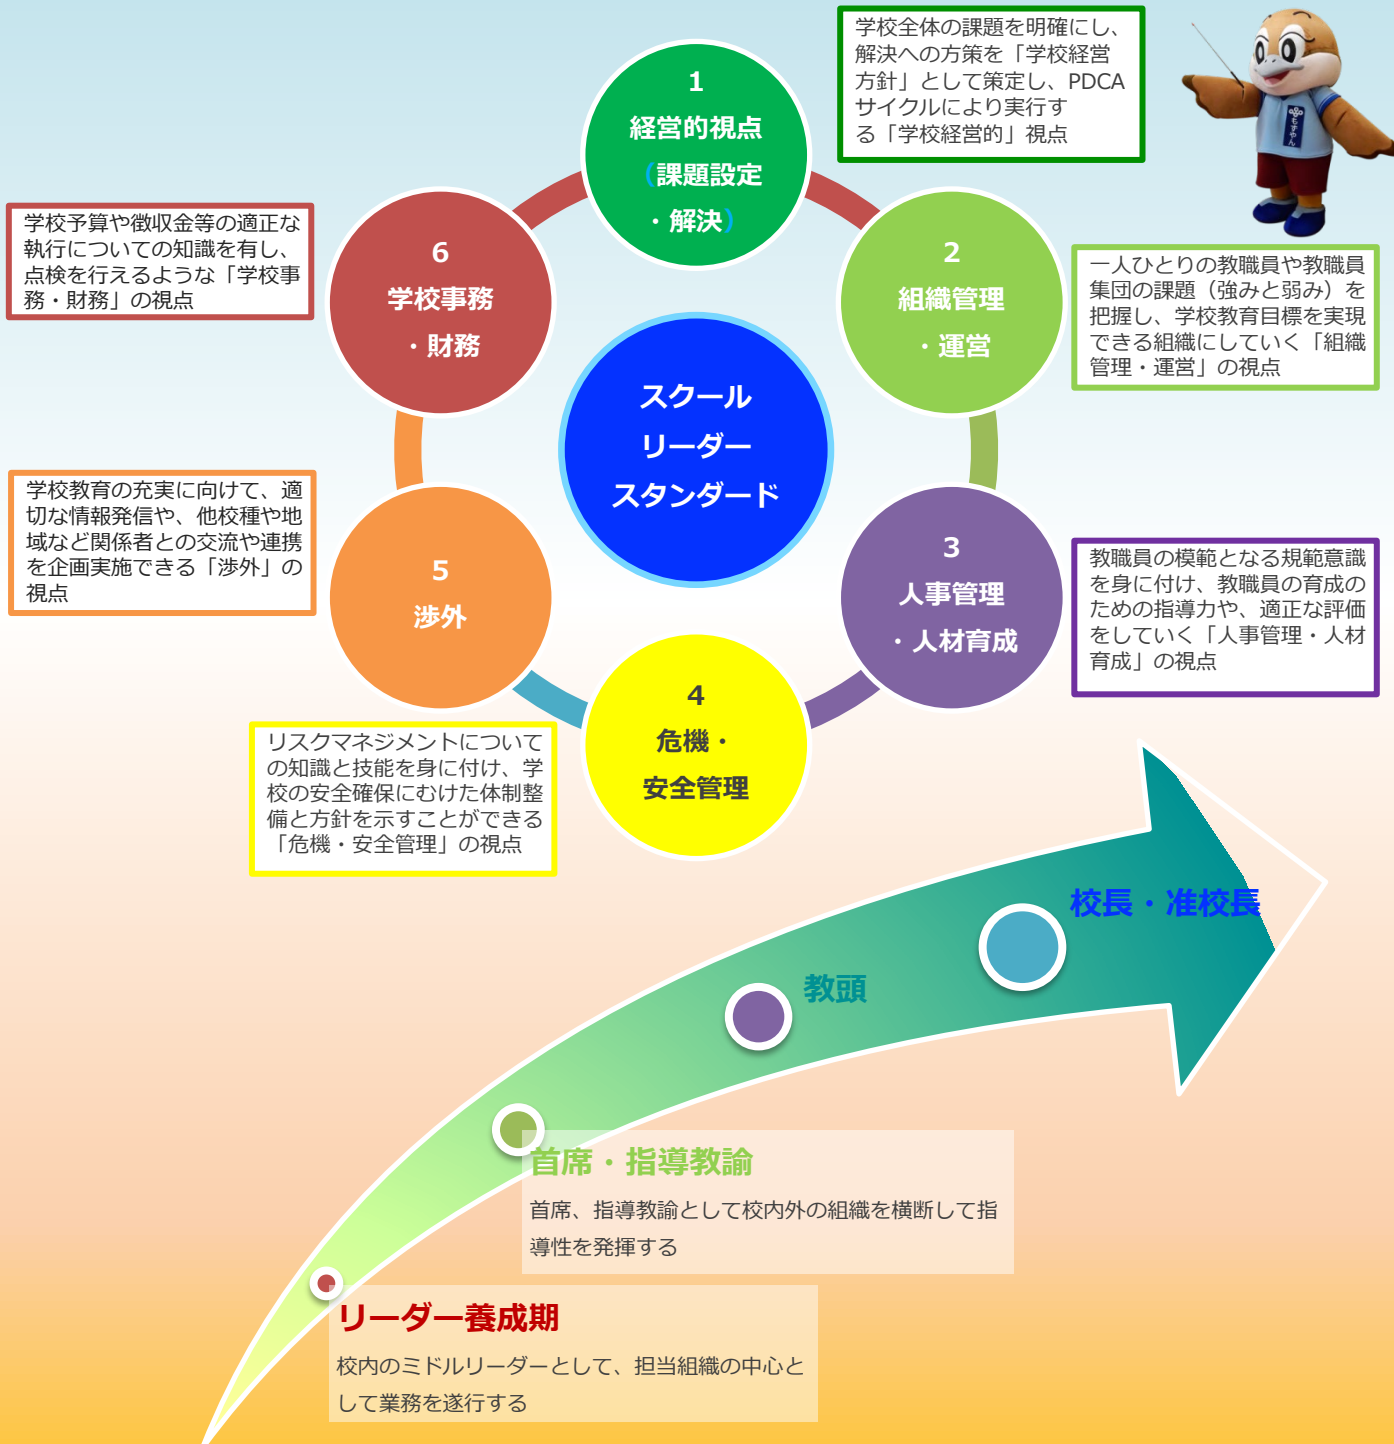 1
経営的視点
（課題設定
・解決）
学校全体の課題を明確にし、
解決への方策を「学校経営
方針」として策定し、PDCA
サイクルにより実行す
る「学校経営的」視点
もずやん
2
組織管理
・運営
一人ひとりの教職員や教職員
集団の課題（強みと弱み）を
把握し、学校教育目標を実現
できる組織にしていく「組織
管理・運営」の視点
3
人事管理
・人材育成
教職員の模範となる規範意識
を身に付け、教職員の育成の
ための指導力や、適正な評価
をしていく「人事管理・人材
育成」の視点
4
危機・
安全管理
リスクマネジメントについて
の知識と技能を身に付け、学
校の安全確保にむけた体制整
備と方針を示すことができる
「危機・安全管理」の視点
5
渉外
学校教育の充実に向けて、適
切な情報発信や、他校種や地
域など関係者との交流や連携
を企画実施できる「渉外」の
視点
6
学校事務
・財務
学校予算や徴収金等の適正な
執行についての知識を有し、
点検を行えるような「学校事
務・財務」の視点
スクール
リーダー
スタンダード
校長・准校長
教頭
首席・指導教諭
首席、指導教諭として校内外の組織を横断して指
導性を発揮する
リーダー養成期
校内のミドルリーダーとして、担当組織の中心と
して業務を遂行する